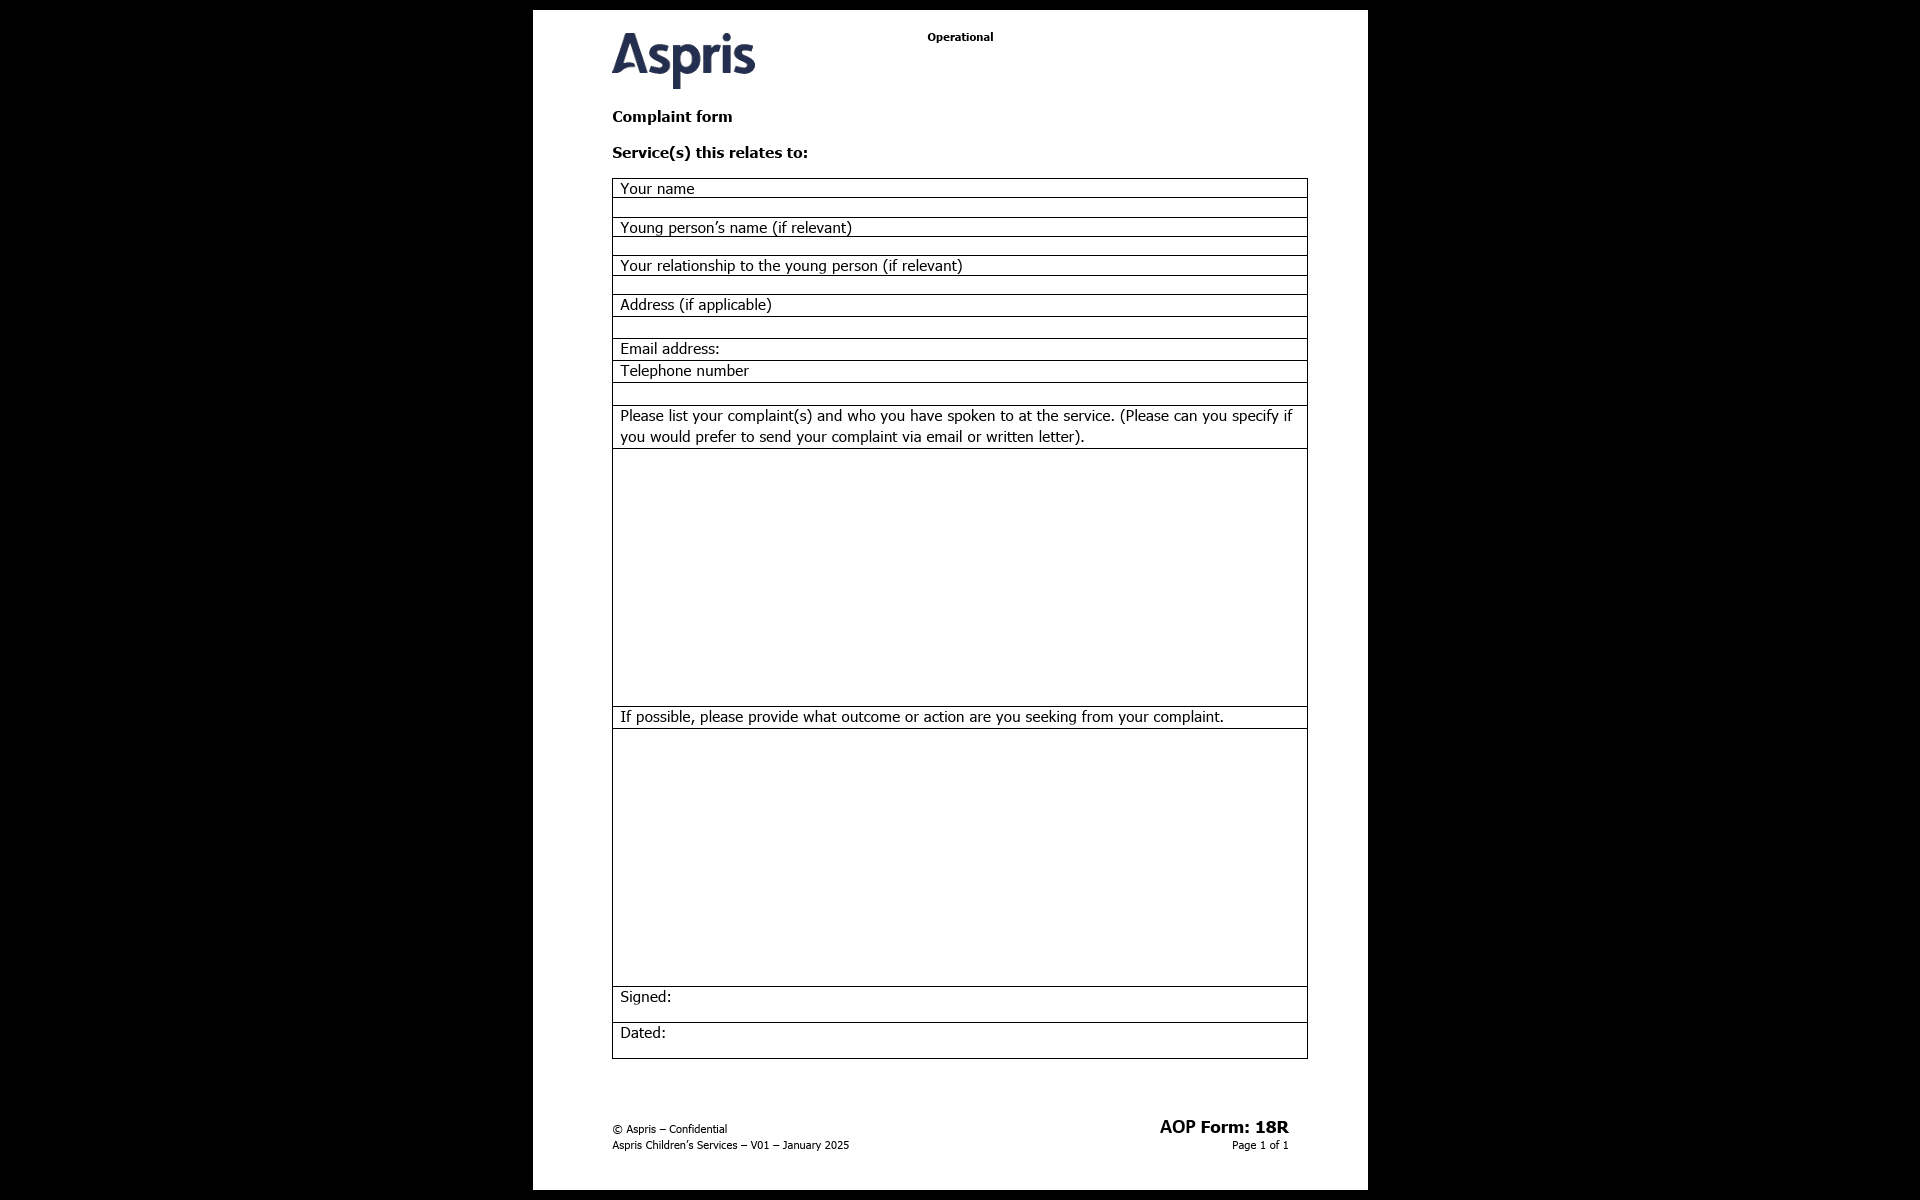 Aspris
Operational
Complaint form
Service(s) this relates to:
Your name
Young person’s name (if relevant)
Your relationship to the young person (if relevant)
Address (if applicable)
Email address:
Telephone number
Please list your complaint(s) and who you have spoken to at the service. (Please can you specify if
you would prefer to send your complaint via email or written letter).
If possible, please provide what outcome or action are you seeking from your complaint.
Signed:
Dated:
© Aspris – Confidential
Aspris Children’s Services – V01 – January 2025
AOP Form: 18R
Page 1 of 1